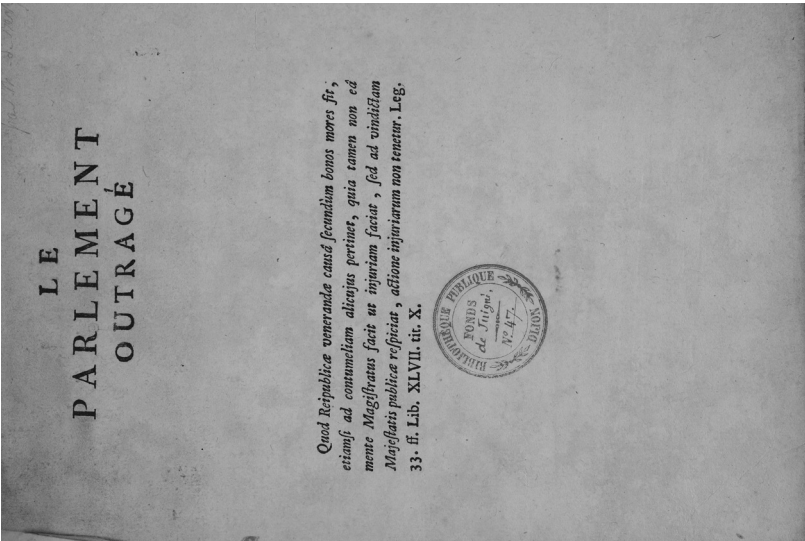 LE
PARLEMENT
OUTRAGÉ
Quod Reipublicæ venerandæ causâ ſecundùm bonos mores fit,
etiamſi ad contumeliam alicujus pertinet, quia tamen non eâ
mente Magiſtratus facit ut injuriam faciat, ſed ad vindictam
Majeſtatis publicæ reſpiciat, actione injuriarum non tenetur. Leg.
33. ff. Lib. XLVII. tit. X.
BIBLIOTHÈQUE PUBLIQUE
DIJON
FONDS
de Juigné.
Nº 47